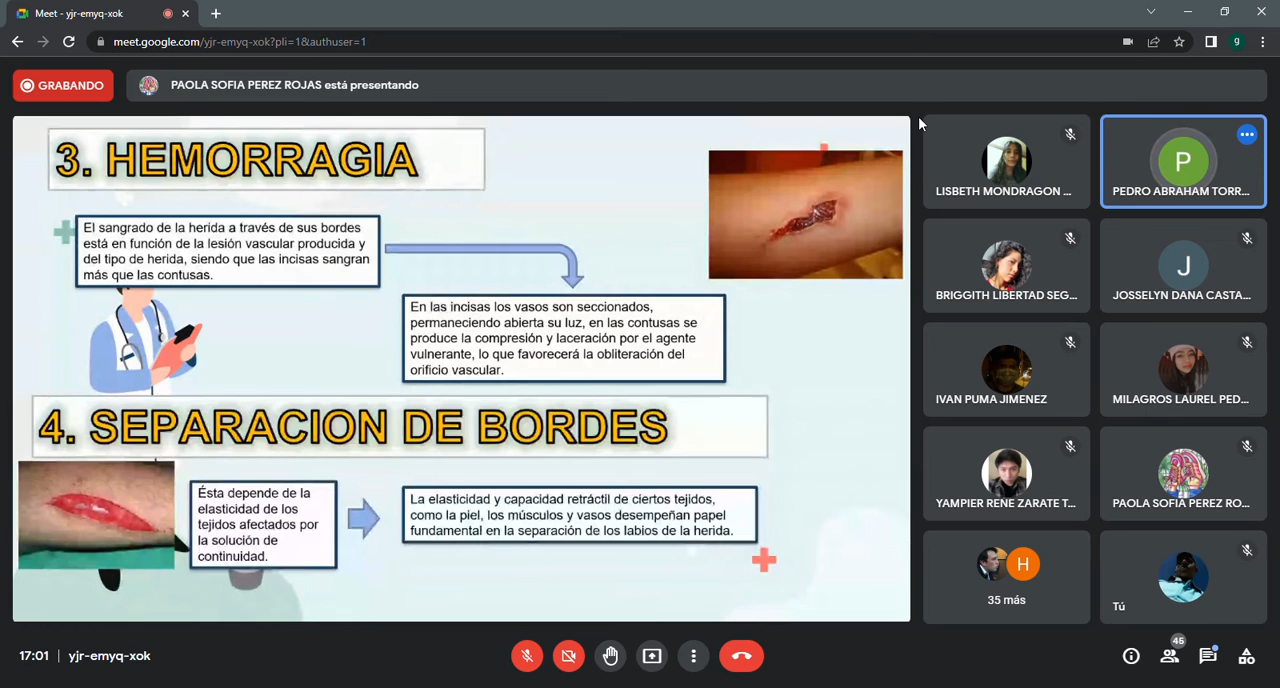 Meet - yjr-emyq-xok
meet.google.com/yjr-emyq-xok?pli=1&authuser=1
g
GRABANDO
PAOLA SOFIA PEREZ ROJAS está presentando
3. HEMORRAGIA
El sangrado de la herida a través de sus bordes
está en función de la lesión vascular producida y
del tipo de herida, siendo que las incisas sangran
más que las contusas.
En las incisas los vasos son seccionados,
permaneciendo abierta su luz, en las contusas se
produce la compresión y laceración por el agente
vulnerante, lo que favorecerá la obliteración del
orificio vascular.
4. SEPARACION DE BORDES
Ésta depende de la
elasticidad de los
tejidos afectados por
la solución de
continuidad.
La elasticidad y capacidad retráctil de ciertos tejidos,
como la piel, los músculos y vasos desempeñan papel
fundamental en la separación de los labios de la herida.
LISBETH MONDRAGON ...
P
PEDRO ABRAHAM TORR...
BRIGGITH LIBERTAD SEG...
J
JOSSELYN DANA CASTA...
IVAN PUMA JIMENEZ
MILAGROS LAUREL PED...
YAMPIER RENE ZARATE T...
PAOLA SOFIA PEREZ RO...
H
35 más
Tú
17:01 | yjr-emyq-xok
45